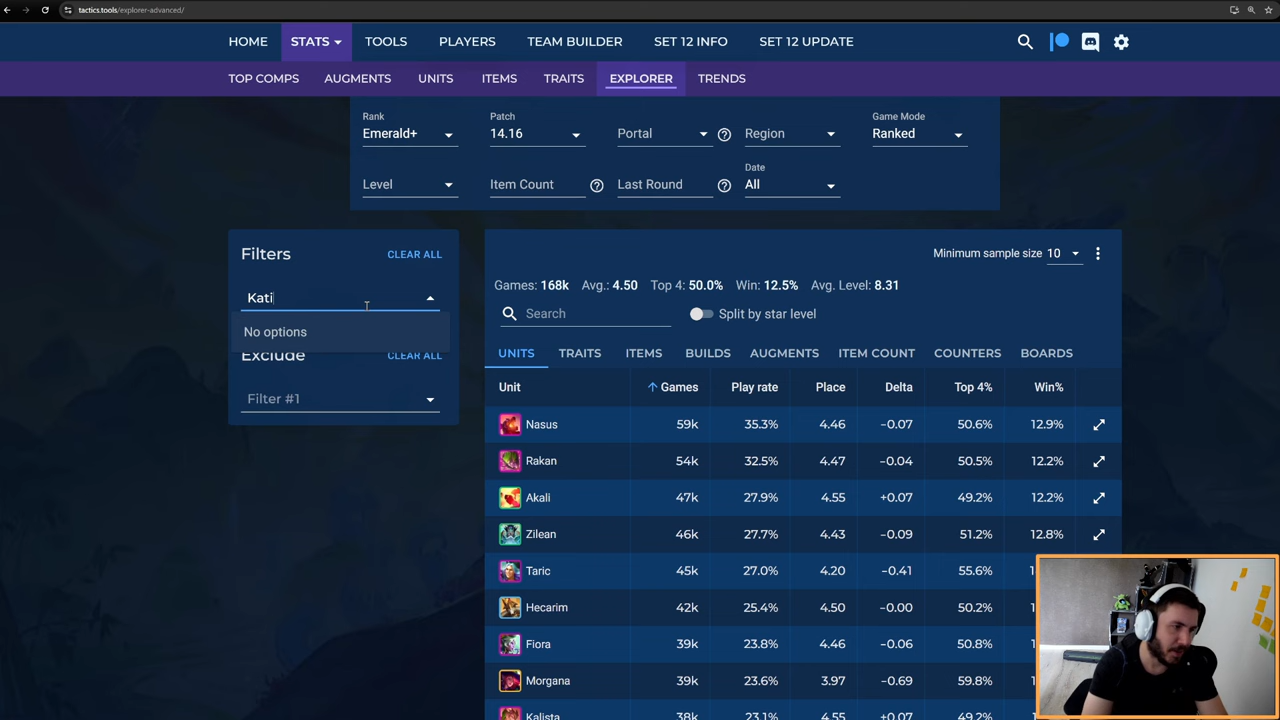 tactics.tools/explorer-advanced/
HOME STATS TOOLS PLAYERS TEAM BUILDER SET 12 INFO SET 12 UPDATE
TOP COMPS AUGMENTS UNITS ITEMS TRAITS EXPLORER TRENDS
Rank Patch Game Mode
Emerald+ 14.16 Portal Region Ranked
Date
Level Item Count Last Round All
Filters CLEAR ALL
Kati
No options
Exclude CLEAR ALL
Filter #1
Minimum sample size 10
Games: 168k Avg.: 4.50 Top 4: 50.0% Win: 12.5% Avg. Level: 8.31
Search Split by star level
UNITS TRAITS ITEMS BUILDS AUGMENTS ITEM COUNT COUNTERS BOARDS
Unit Games Play rate Place Delta Top 4% Win%
Nasus 59k 35.3% 4.46 −0.07 50.6% 12.9%
Rakan 54k 32.5% 4.47 −0.04 50.5% 12.2%
Akali 47k 27.9% 4.55 +0.07 49.2% 12.2%
Zilean 46k 27.7% 4.43 −0.09 51.2% 12.8%
Taric 45k 27.0% 4.20 −0.41 55.6%
Hecarim 42k 25.4% 4.50 −0.00 50.2%
Fiora 39k 23.8% 4.46 −0.06 50.8%
Morgana 39k 23.6% 3.97 −0.69 59.8%
Kalista 38k 23.1% 4.55 +0.07 49.2%